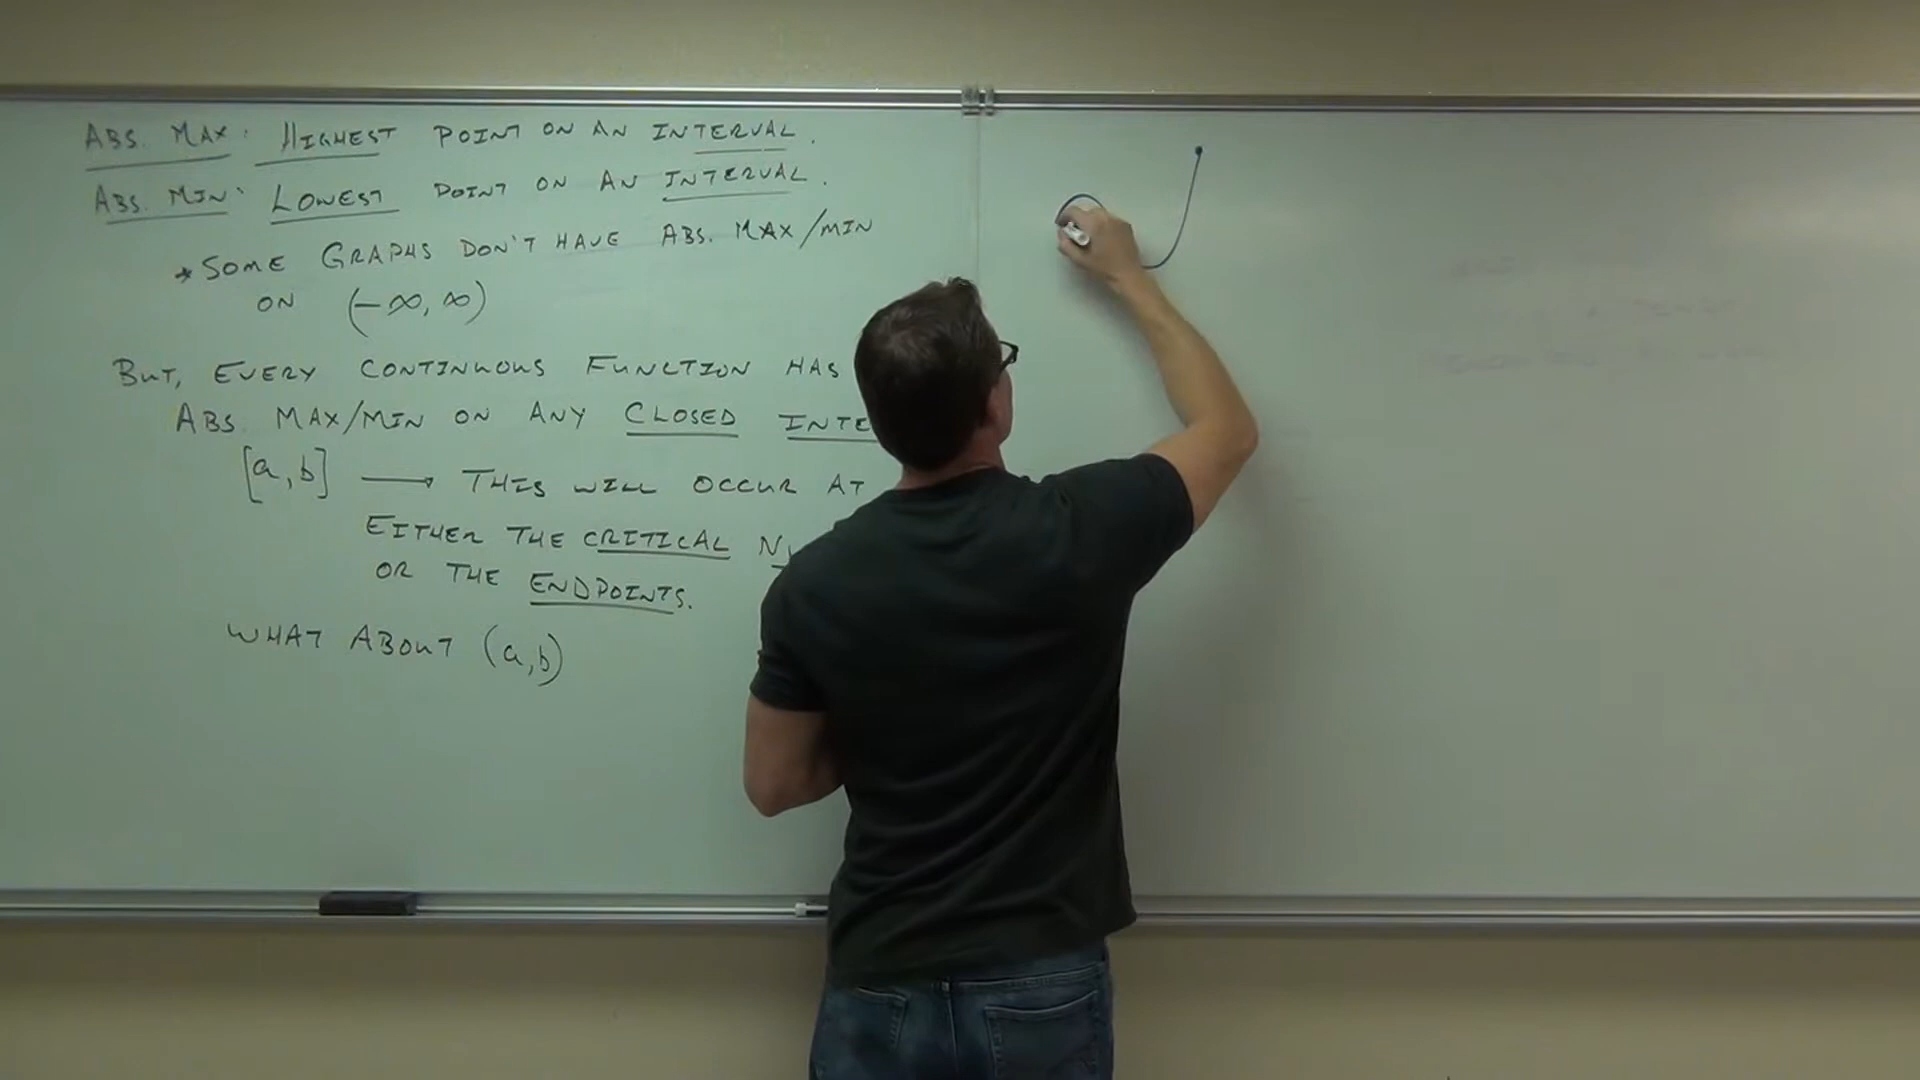 ABS. MAX: HIGHEST POINT ON AN INTERVAL.
ABS. MIN: LOWEST POINT ON AN INTERVAL.
* SOME GRAPHS DON'T HAVE ABS. MAX/MIN
ON (-∞, ∞)
BUT, EVERY CONTINUOUS FUNCTION HAS
ABS. MAX/MIN ON ANY CLOSED INTE
[a, b] → THIS WILL OCCUR AT
EITHER THE CRITICAL
OR THE ENDPOINTS.
WHAT ABOUT (a, b)